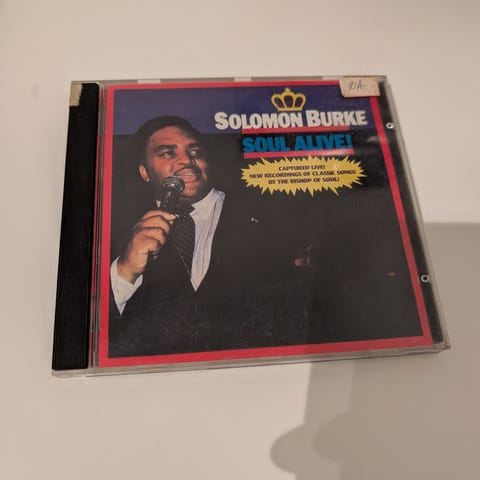 SOLOMON BURKE
SOUL ALIVE!
CAPTURED LIVE!
NEW RECORDINGS OF CLASSIC SONGS
BY THE BISHOP OF SOUL!